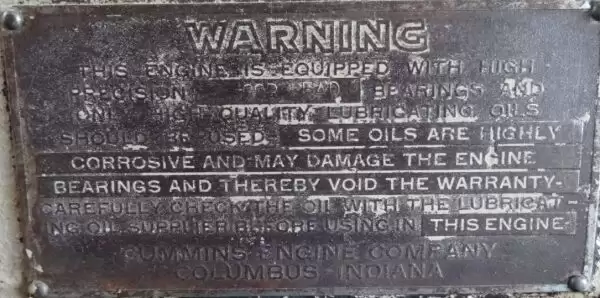 WARNING
THIS ENGINE IS EQUIPPED WITH HIGH
PRECISION COPPER LEAD BEARINGS AND
ONLY HIGH QUALITY LUBRICATING OILS
SHOULD BE USED. SOME OILS ARE HIGHLY
CORROSIVE AND MAY DAMAGE THE ENGINE
BEARINGS AND THEREBY VOID THE WARRANTY-
CAREFULLY CHECK THE OIL WITH THE LUBRICAT-
ING OIL SUPPLIER BEFORE USING IN THIS ENGINE-
CUMMINS ENGINE COMPANY
COLUMBUS INDIANA